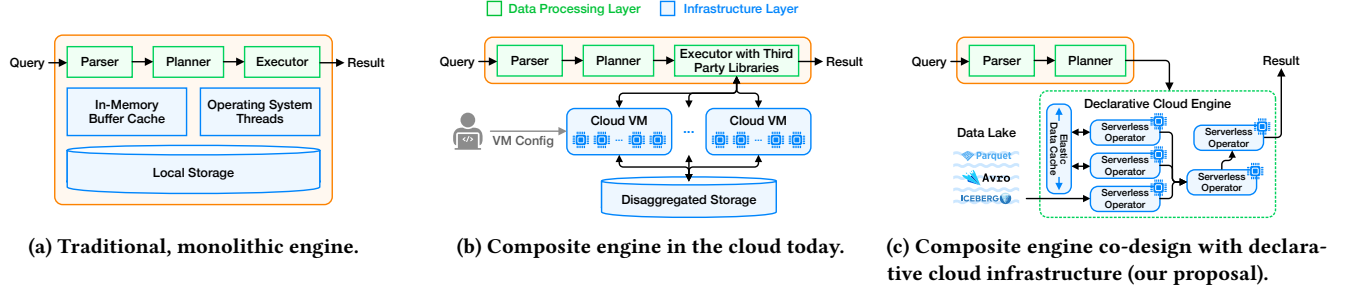 Data Processing Layer
Infrastructure Layer
Query
Parser
Planner
Executor
Result
In-Memory
Buffer Cache
Operating System
Threads
Local Storage
(a) Traditional, monolithic engine.
Query
Parser
Planner
Executor with Third
Party Libraries
Result
Cloud VM
...
...
Cloud VM
...
VM Config
</>
Disaggregated Storage
(b) Composite engine in the cloud today.
Query
Parser
Planner
Result
Declarative Cloud Engine
Data Lake
Parquet
Avro
ICEBERG
Elastic
Data Cache
Serverless
Operator
Serverless
Operator
Serverless
Operator
Serverless
Operator
Serverless
Operator
(c) Composite engine co-design with declara-
tive cloud infrastructure (our proposal).